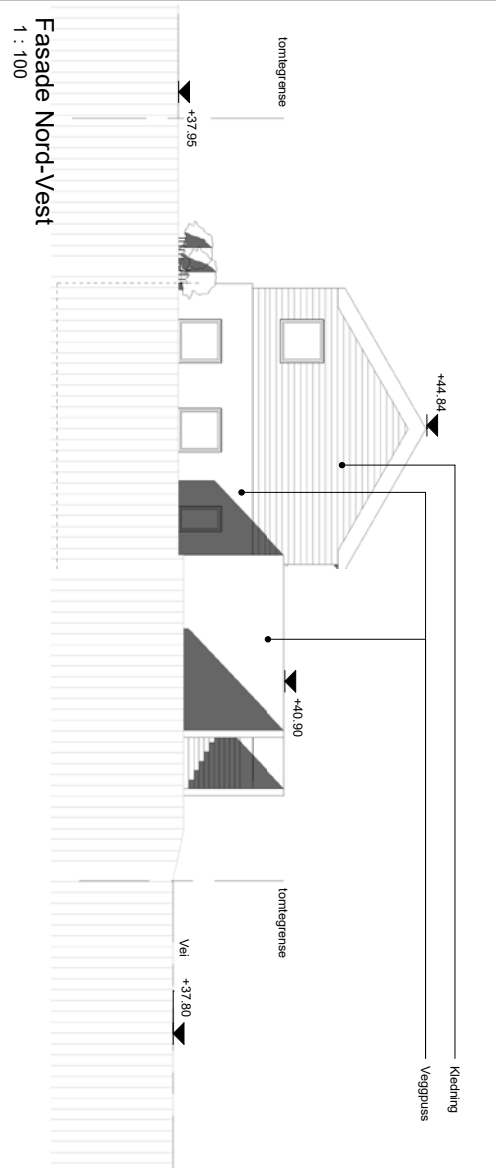 Kledning
Veggpuss
+44.84
tomtegrense
tomtegrense
+40.90
+37.95
Vei
+37.80
Fasade Nord-Vest
1 : 100